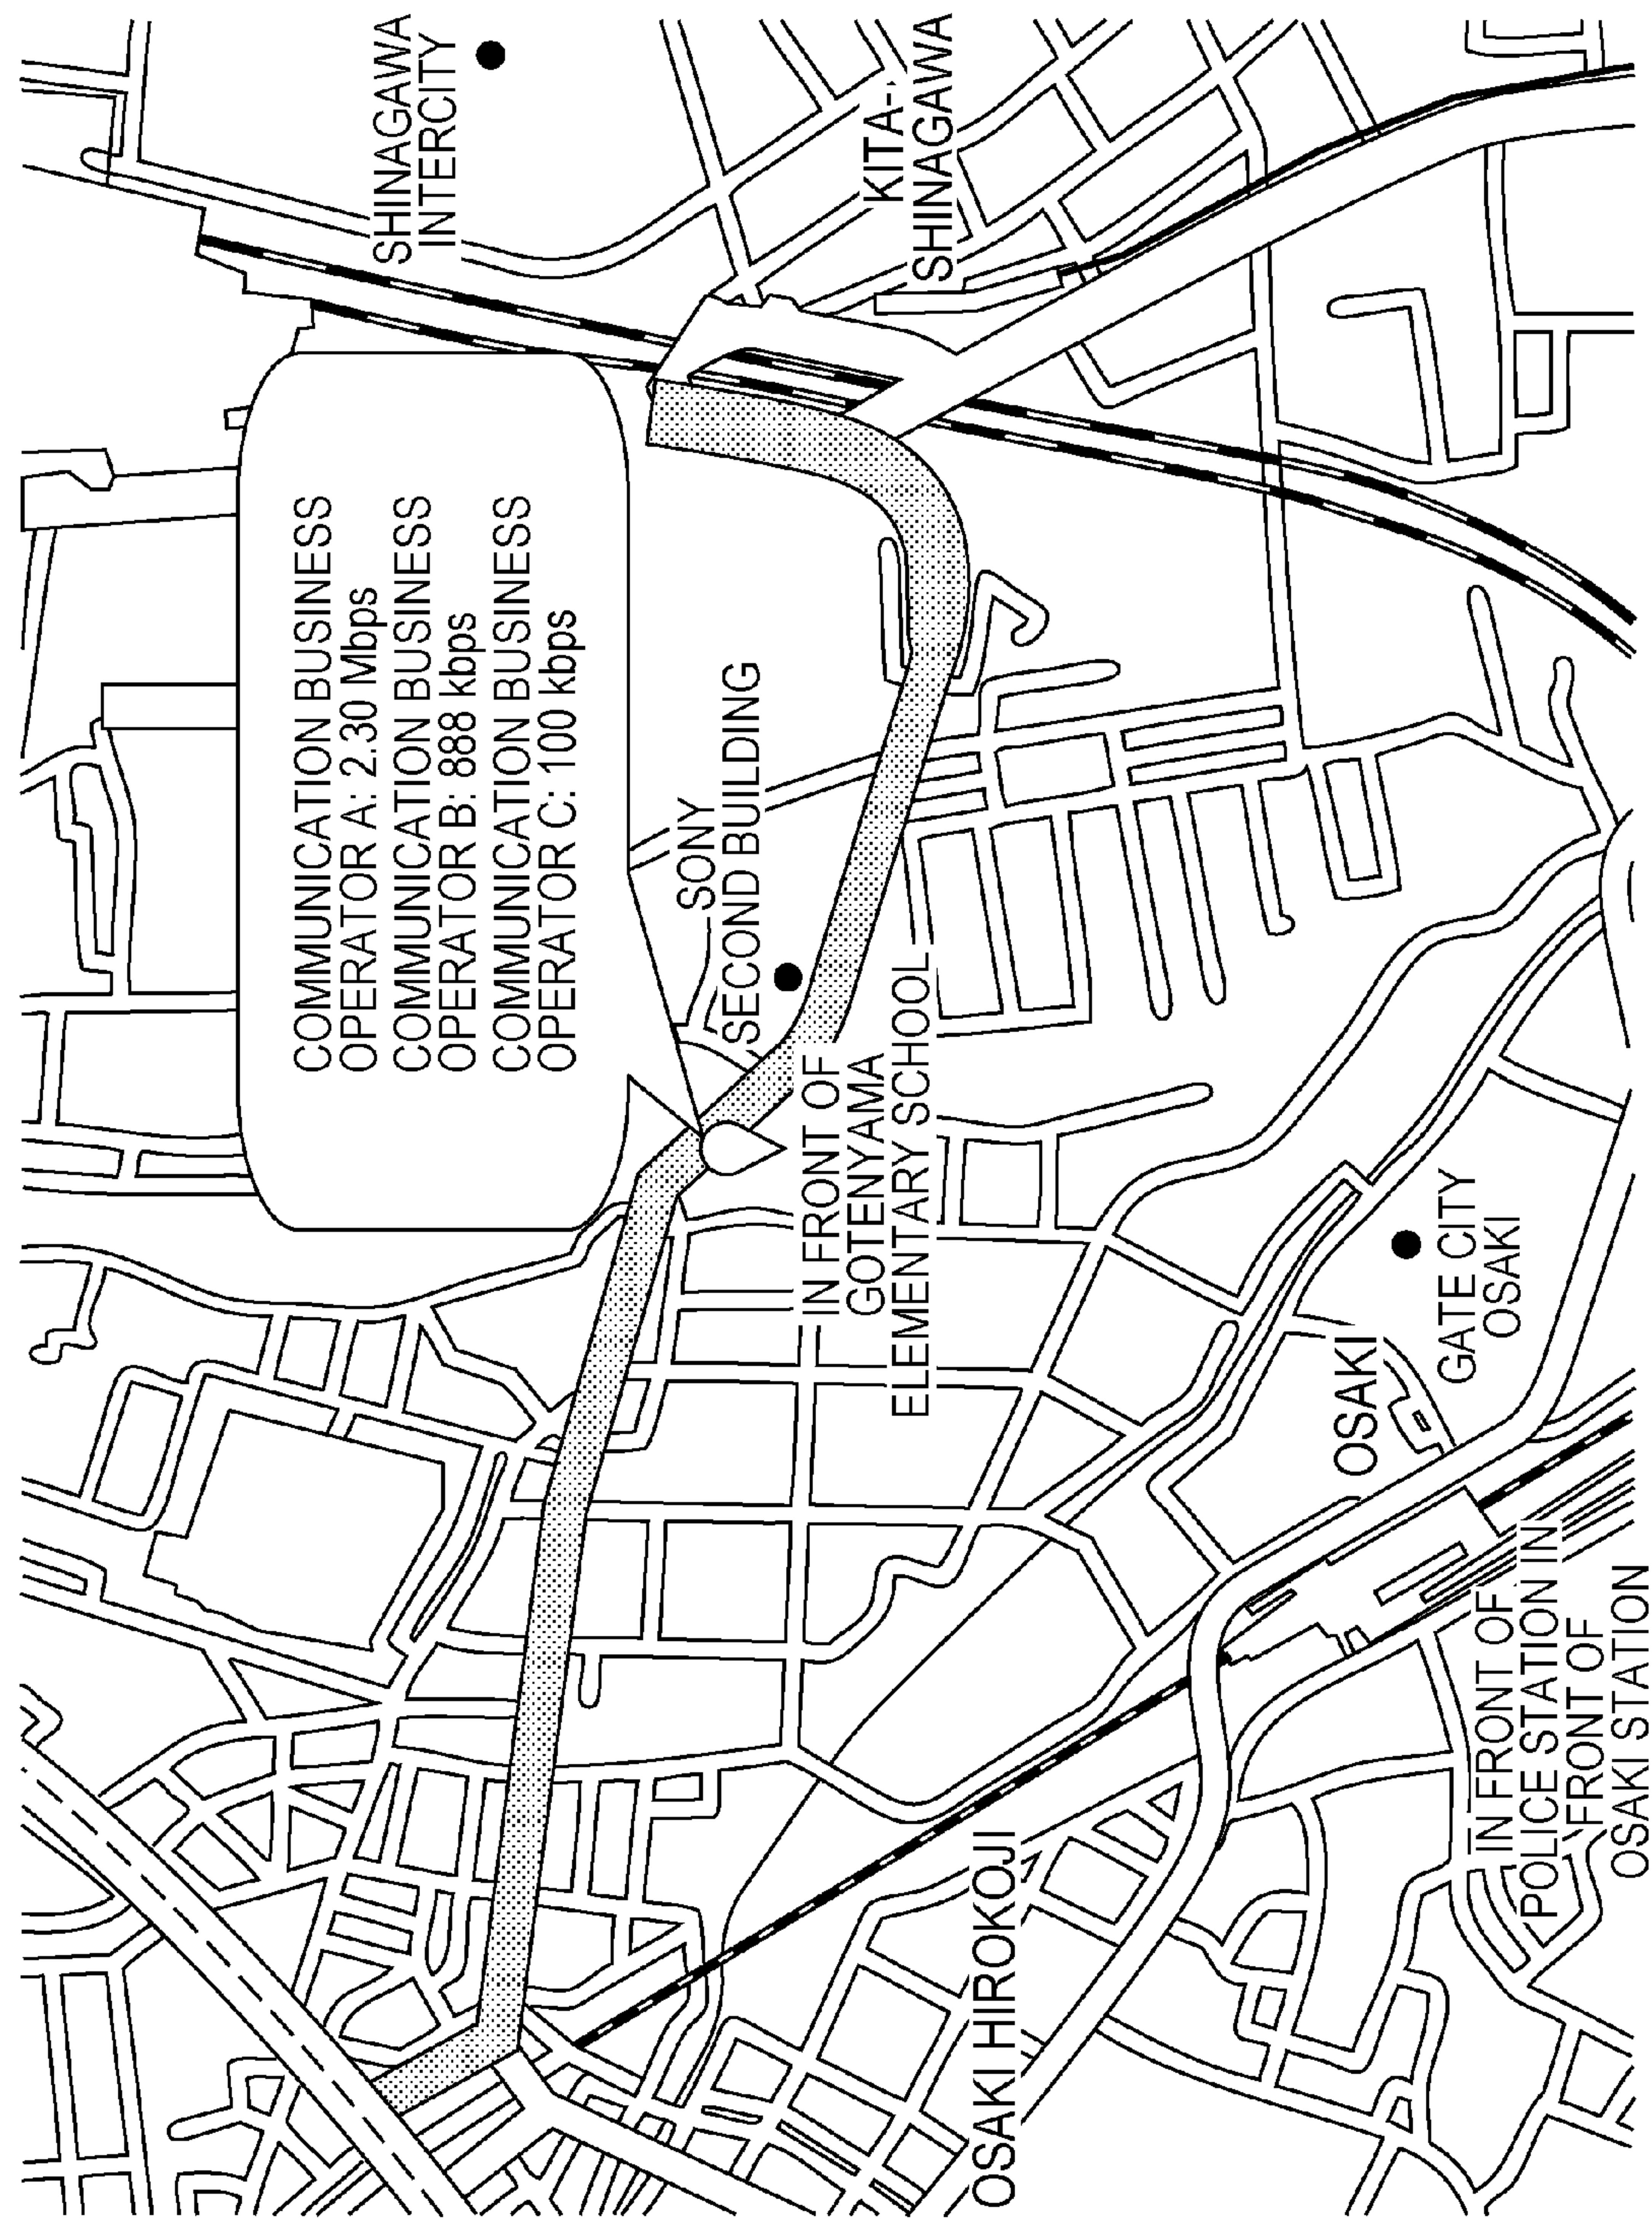 COMMUNICATION BUSINESS
OPERATOR A: 2.30 Mbps
COMMUNICATION BUSINESS
OPERATOR B: 888 kbps
COMMUNICATION BUSINESS
OPERATOR C: 100 kbps
SHINAGAWA
INTERCITY
SONY
SECOND BUILDING
KITA-
SHINAGAWA
IN FRONT OF
GOTENYAMA
ELEMENTARY SCHOOL
OSAKI HIROKOJI
OSAKI
GATE CITY
OSAKI
IN FRONT OF
POLICE STATION IN
FRONT OF
OSAKI STATION